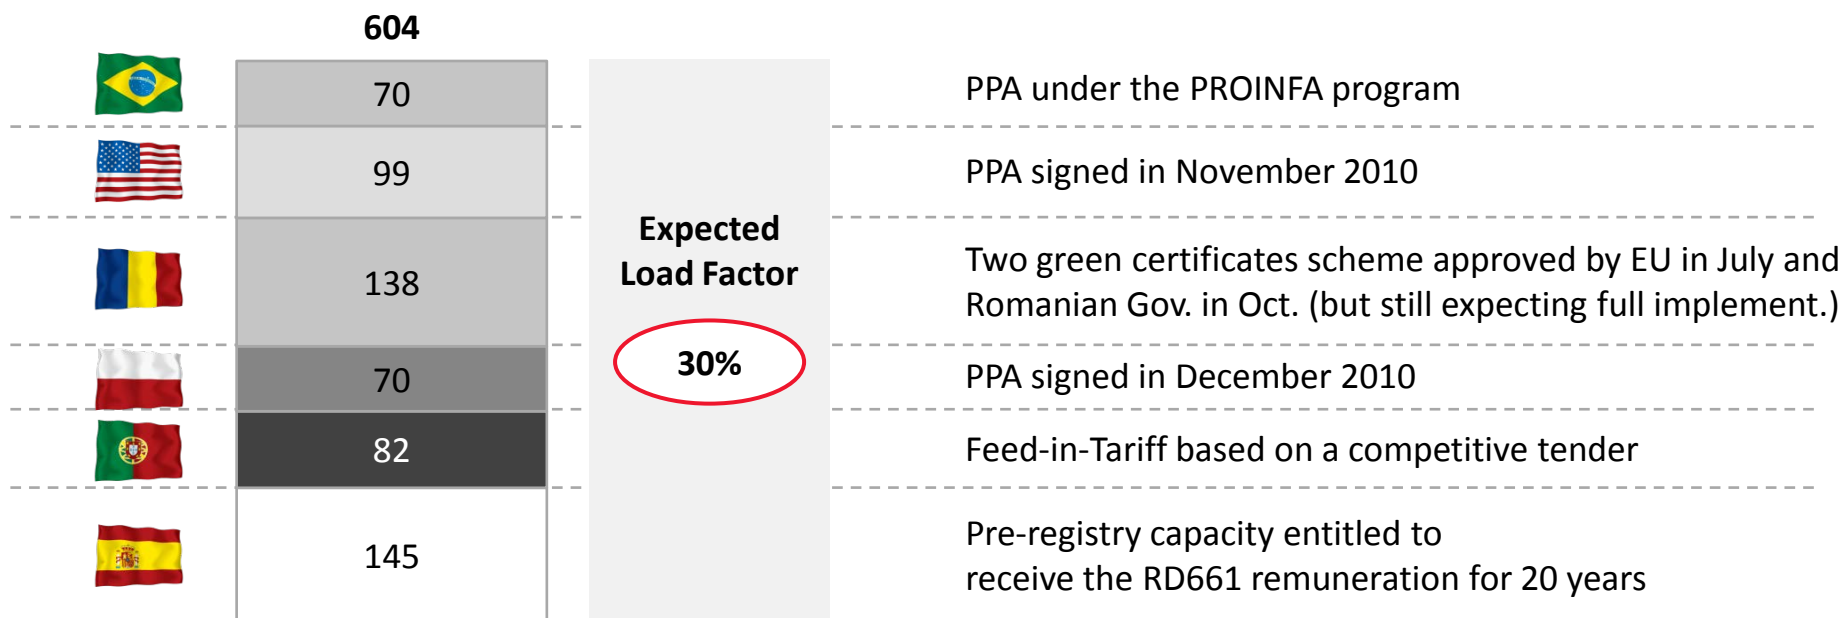 604
70
PPA under the PROINFA program
99
PPA signed in November 2010
138
Expected
Load Factor
30%
Two green certificates scheme approved by EU in July and
Romanian Gov. in Oct. (but still expecting full implement.)
70
PPA signed in December 2010
82
Feed-in-Tariff based on a competitive tender
145
Pre-registry capacity entitled to
receive the RD661 remuneration for 20 years